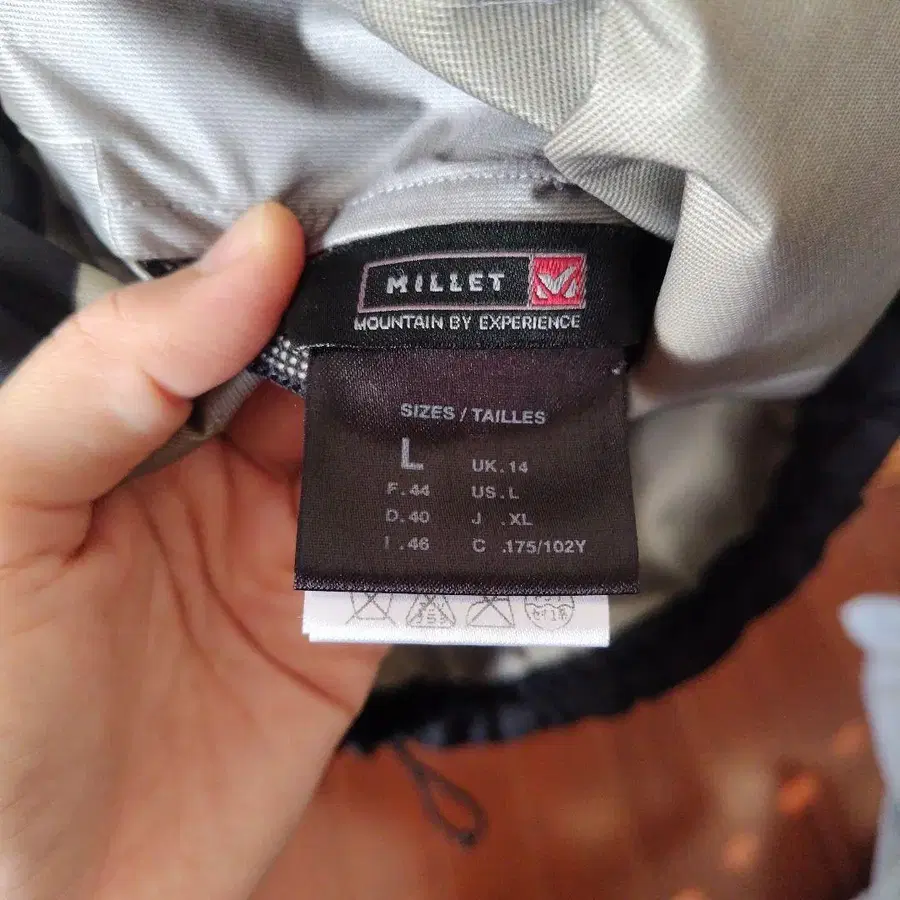 MILLET
MOUNTAIN BY EXPERIENCE
SIZES / TAILLES
L UK. 14
F. 44 US. L
D. 40 J .XL
I .46 C .175/102Y